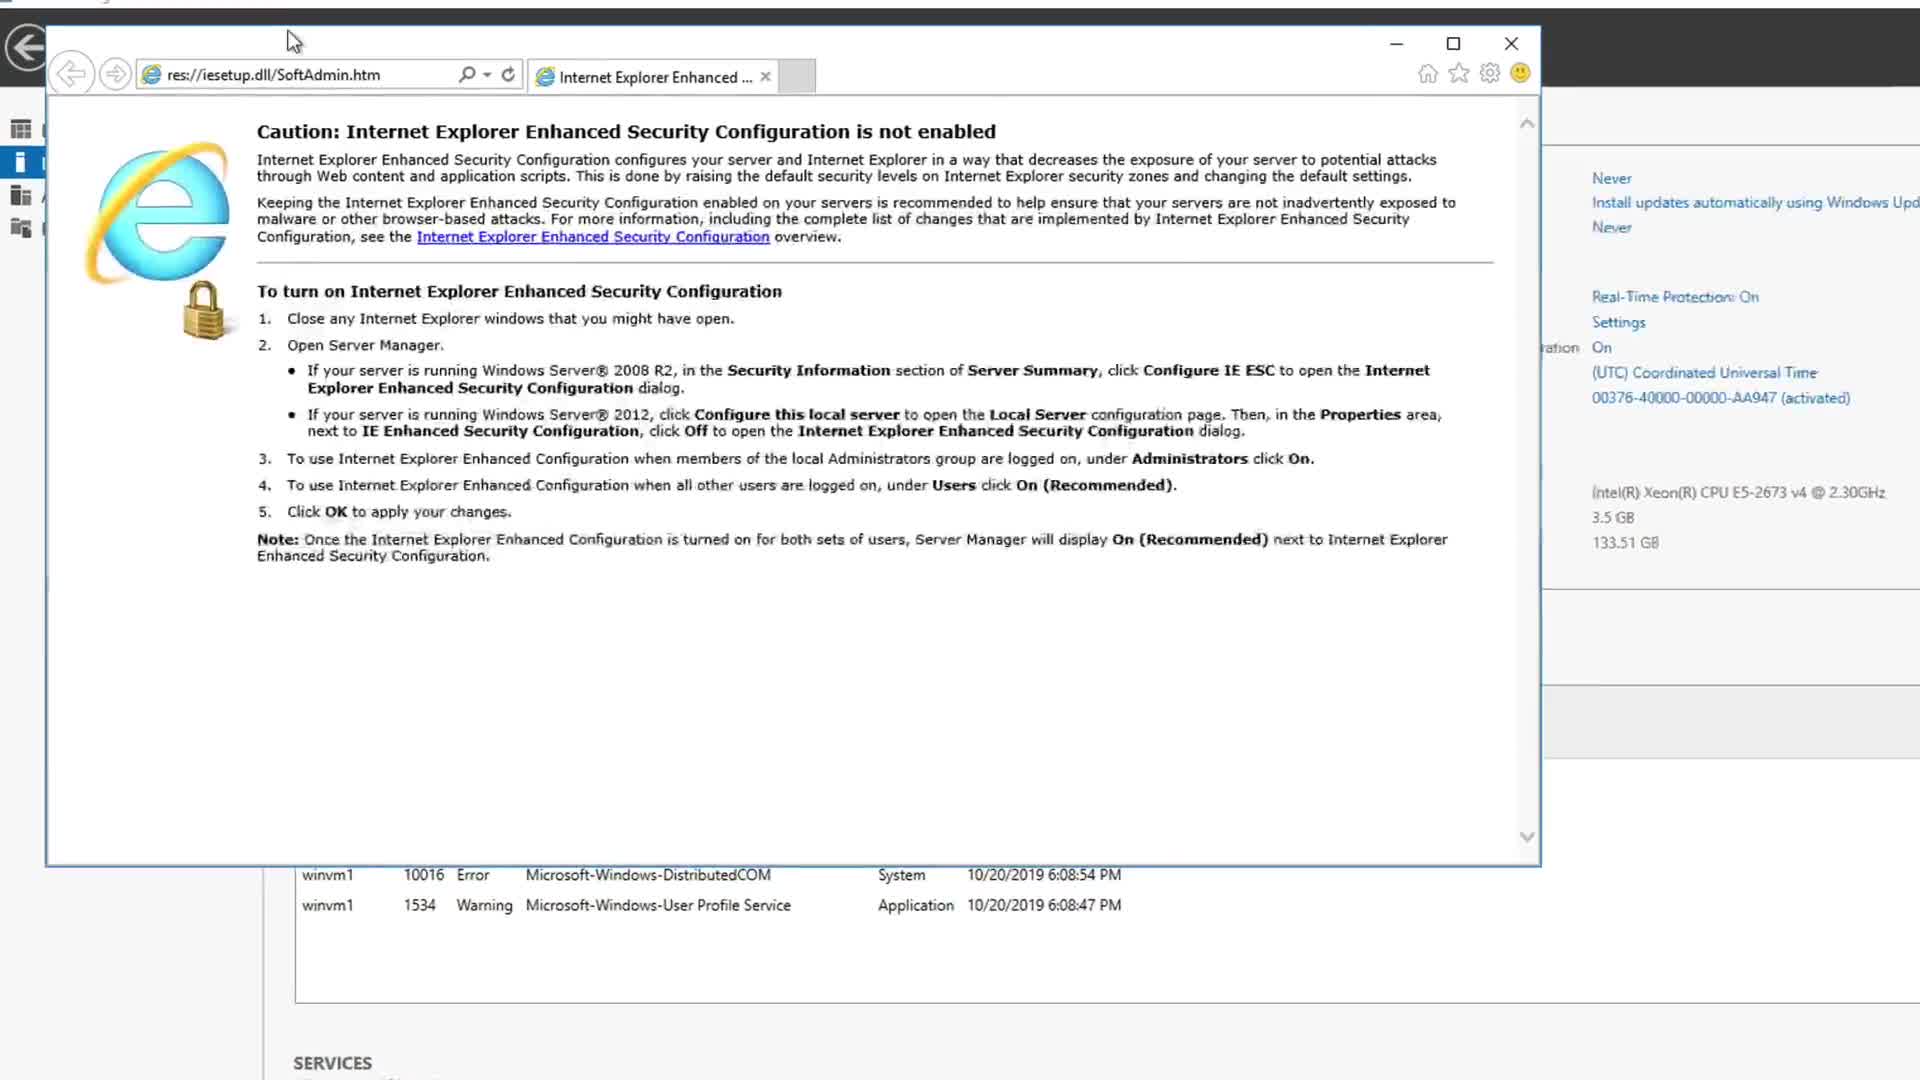 res://iesetup.dll/SoftAdmin.htm
Internet Explorer Enhanced ...
Caution: Internet Explorer Enhanced Security Configuration is not enabled
Internet Explorer Enhanced Security Configuration configures your server and Internet Explorer in a way that decreases the exposure of your server to potential attacks
through Web content and application scripts. This is done by raising the default security levels on Internet Explorer security zones and changing the default settings.
Keeping the Internet Explorer Enhanced Security Configuration enabled on your servers is recommended to help ensure that your servers are not inadvertently exposed to
malware or other browser-based attacks. For more information, including the complete list of changes that are implemented by Internet Explorer Enhanced Security
Configuration, see the Internet Explorer Enhanced Security Configuration overview.
To turn on Internet Explorer Enhanced Security Configuration
1. Close any Internet Explorer windows that you might have open.
2. Open Server Manager.
• If your server is running Windows Server® 2008 R2, in the Security Information section of Server Summary, click Configure IE ESC to open the Internet
Explorer Enhanced Security Configuration dialog.
• If your server is running Windows Server® 2012, click Configure this local server to open the Local Server configuration page. Then, in the Properties area,
next to IE Enhanced Security Configuration, click Off to open the Internet Explorer Enhanced Security Configuration dialog.
3. To use Internet Explorer Enhanced Configuration when members of the local Administrators group are logged on, under Administrators click On.
4. To use Internet Explorer Enhanced Configuration when all other users are logged on, under Users click On (Recommended).
5. Click OK to apply your changes.
Note: Once the Internet Explorer Enhanced Configuration is turned on for both sets of users, Server Manager will display On (Recommended) next to Internet Explorer
Enhanced Security Configuration.
Never
Install updates automatically using Windows Upd
Never
Real-Time Protection: On
Settings
ration On
(UTC) Coordinated Universal Time
00376-40000-00000-AA947 (activated)
Intel(R) Xeon(R) CPU E5-2673 v4 @ 2.30GHz
3.5 GB
133.51 GB
winvm1 10016 Error Microsoft-Windows-DistributedCOM System 10/20/2019 6:08:54 PM
winvm1 1534 Warning Microsoft-Windows-User Profile Service Application 10/20/2019 6:08:47 PM
SERVICES